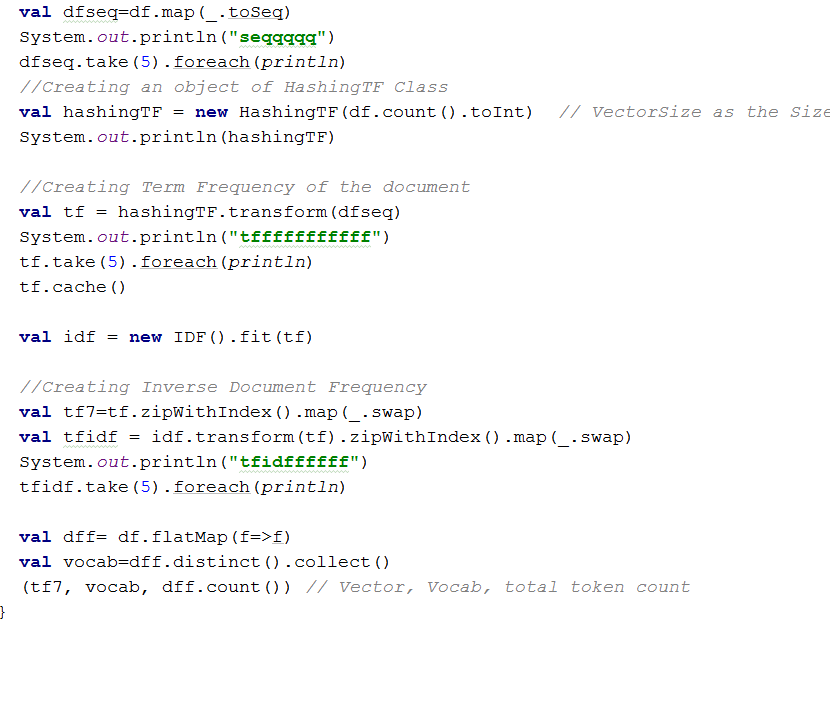 val dfseq=df.map(_.toSeq)
System.out.println("seqqqqq")
dfseq.take(5).foreach(println)
//Creating an object of HashingTF Class
val hashingTF = new HashingTF(df.count().toInt)  // VectorSize as the Size
System.out.println(hashingTF)
//Creating Term Frequency of the document
val tf = hashingTF.transform(dfseq)
System.out.println("tffffffffffff")
tf.take(5).foreach(println)
tf.cache()
val idf = new IDF().fit(tf)
//Creating Inverse Document Frequency
val tf7=tf.zipWithIndex().map(_.swap)
val tfidf = idf.transform(tf).zipWithIndex().map(_.swap)
System.out.println("tfidffffff")
tfidf.take(5).foreach(println)
val dff= df.flatMap(f=>f)
val vocab=dff.distinct().collect()
(tf7, vocab, dff.count()) // Vector, Vocab, total token count
}